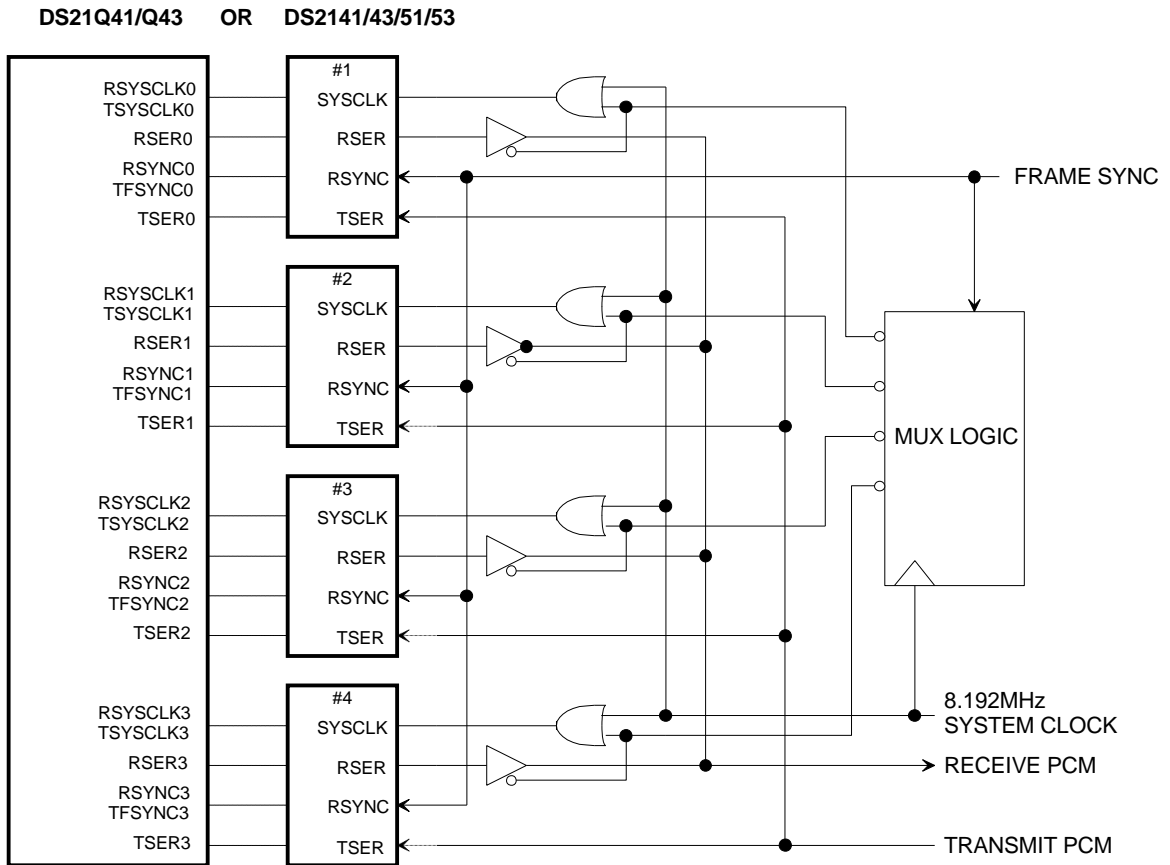 DS21Q41/Q43 OR DS2141/43/51/53
RSYSCLK0
TSYSCLK0
RSER0
RSYNC0
TFSYNC0
TSER0
#1
SYSCLK
RSER
RSYNC
TSER
FRAME SYNC
RSYSCLK1
TSYSCLK1
RSER1
RSYNC1
TFSYNC1
TSER1
#2
SYSCLK
RSER
RSYNC
TSER
MUX LOGIC
RSYSCLK2
TSYSCLK2
RSER2
RSYNC2
TFSYNC2
TSER2
#3
SYSCLK
RSER
RSYNC
TSER
RSYSCLK3
TSYSCLK3
RSER3
RSYNC3
TFSYNC3
TSER3
#4
SYSCLK
RSER
RSYNC
TSER
8.192MHz
SYSTEM CLOCK
RECEIVE PCM
TRANSMIT PCM